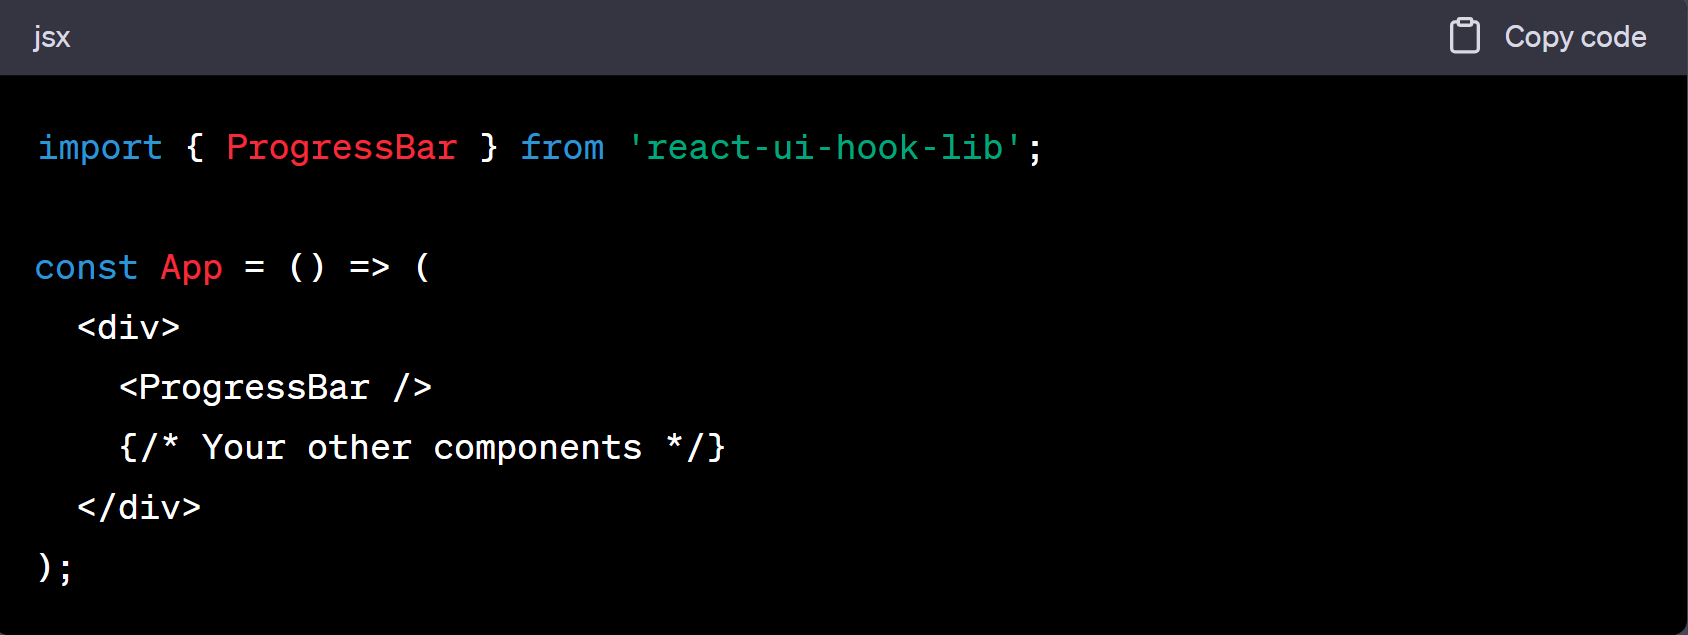 jsx
Copy code
import { ProgressBar } from 'react-ui-hook-lib';
const App = () => (
<div>
<ProgressBar />
{/* Your other components */}
</div>
);